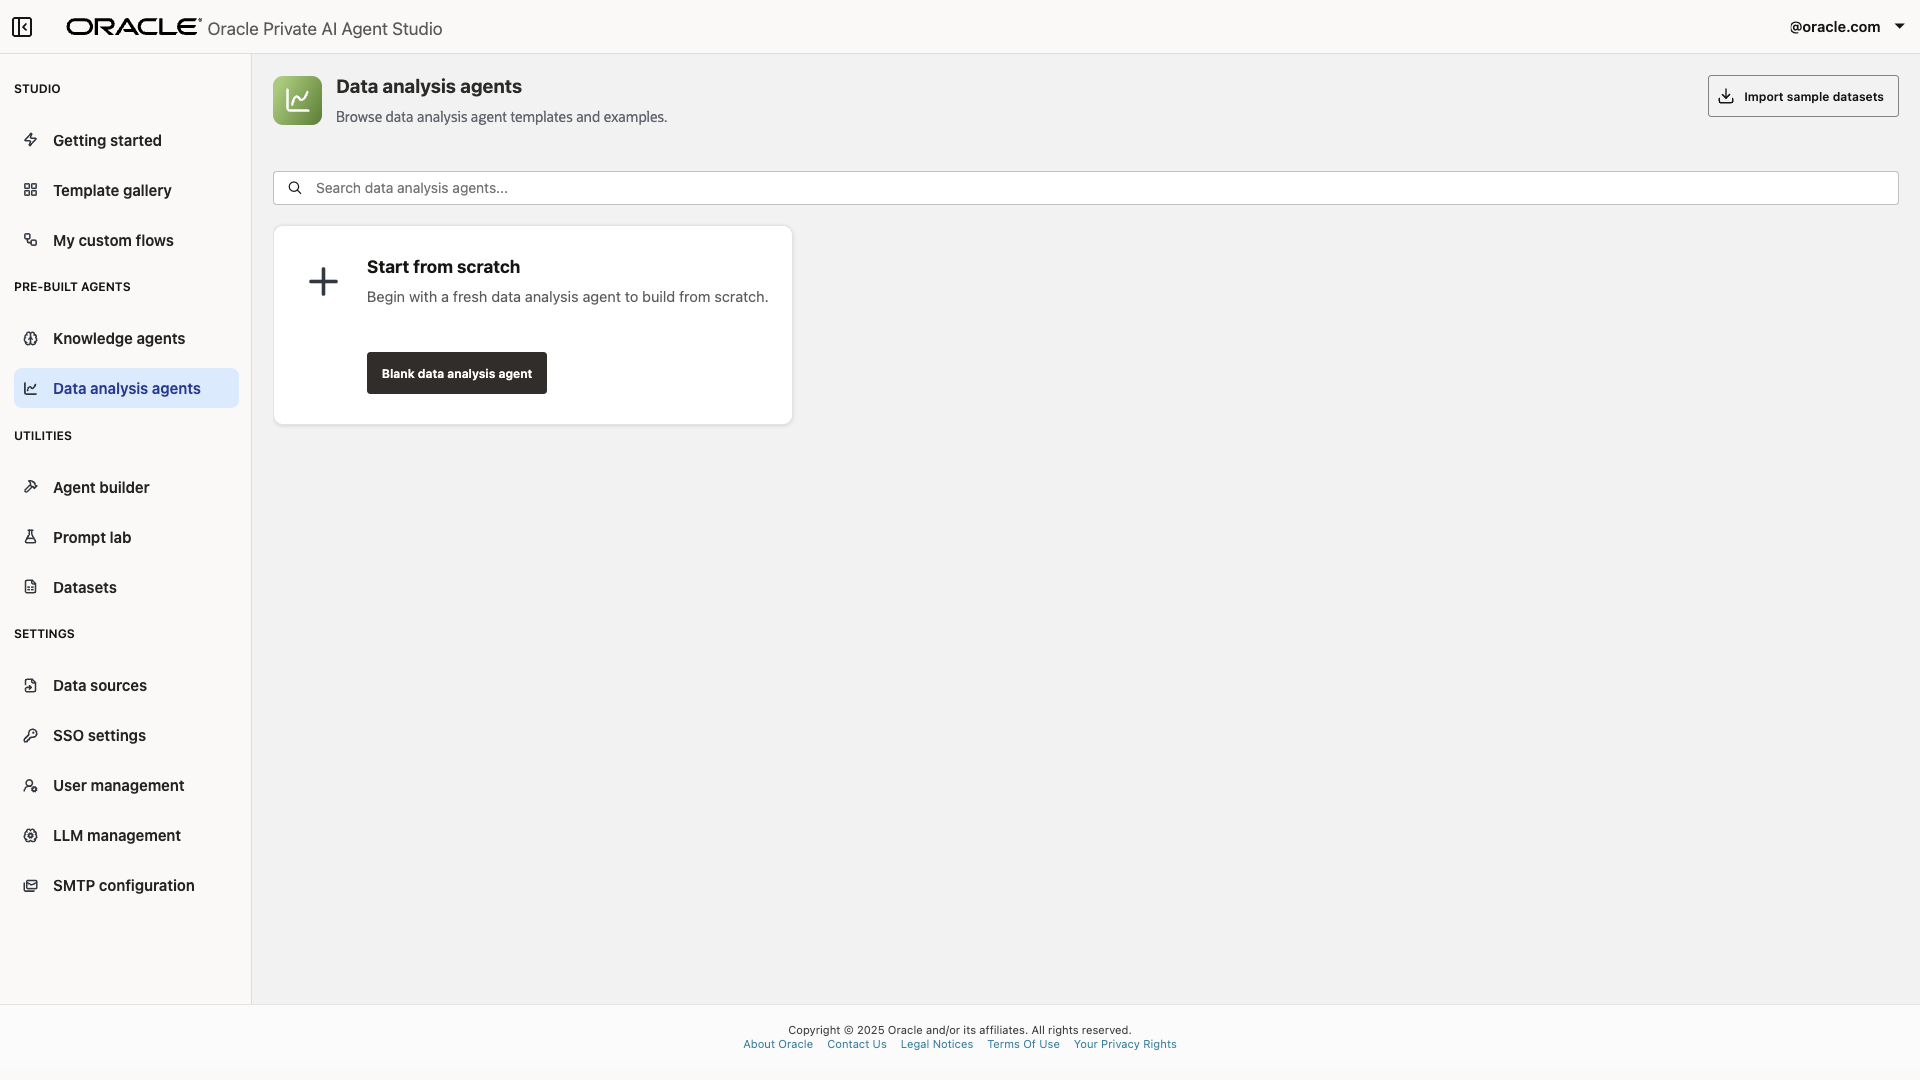 ORACLE Oracle Private AI Agent Studio
@oracle.com
STUDIO
Getting started
Template gallery
My custom flows
PRE-BUILT AGENTS
Knowledge agents
Data analysis agents
UTILITIES
Agent builder
Prompt lab
Datasets
SETTINGS
Data sources
SSO settings
User management
LLM management
SMTP configuration
Data analysis agents
Browse data analysis agent templates and examples.
Import sample datasets
Search data analysis agents...
Start from scratch
Begin with a fresh data analysis agent to build from scratch.
Blank data analysis agent
Copyright © 2025 Oracle and/or its affiliates. All rights reserved.
About Oracle Contact Us Legal Notices Terms Of Use Your Privacy Rights